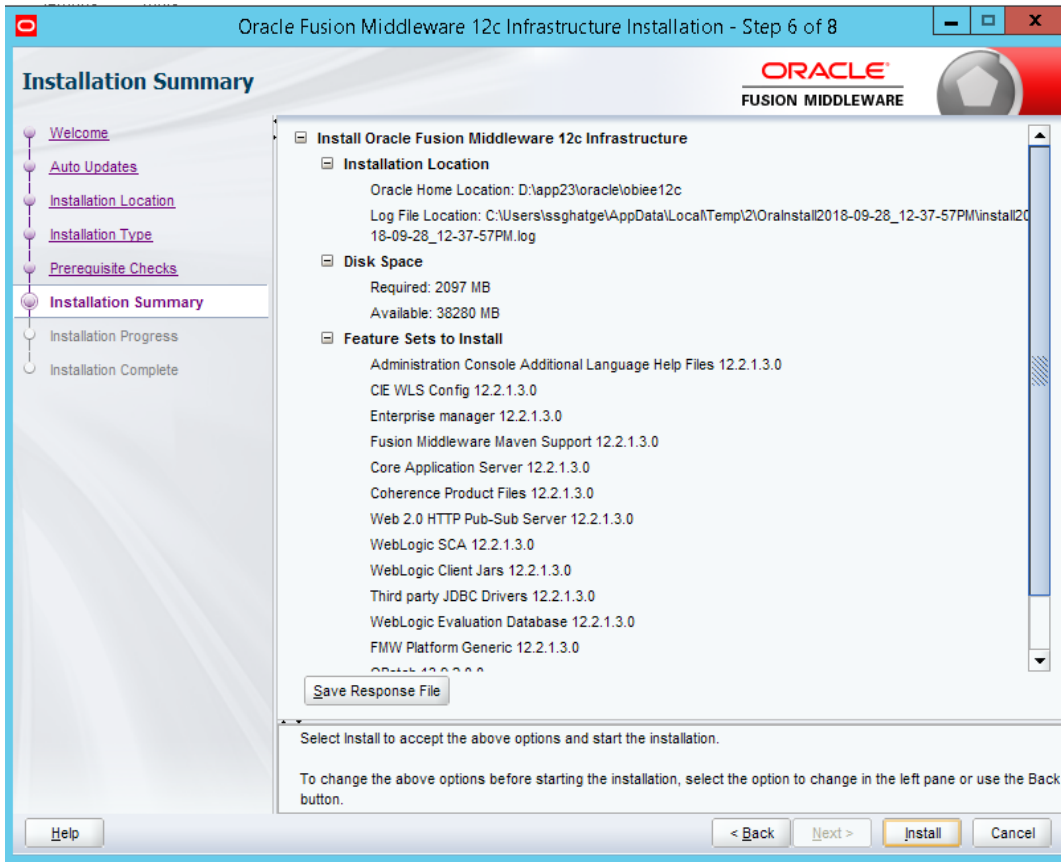 Oracle Fusion Middleware 12c Infrastructure Installation - Step 6 of 8
Installation Summary
ORACLE
FUSION MIDDLEWARE
Welcome
Auto Updates
Installation Location
Installation Type
Prerequisite Checks
Installation Summary
Installation Progress
Installation Complete
Install Oracle Fusion Middleware 12c Infrastructure
Installation Location
Oracle Home Location: D:\app23\oracle\obiee12c
Log File Location: C:\Users\ssghatge\AppData\Local\Temp\2\OraInstall2018-09-28_12-37-57PM\install20
18-09-28_12-37-57PM.log
Disk Space
Required: 2097 MB
Available: 38280 MB
Feature Sets to Install
Administration Console Additional Language Help Files 12.2.1.3.0
CIE WLS Config 12.2.1.3.0
Enterprise manager 12.2.1.3.0
Fusion Middleware Maven Support 12.2.1.3.0
Core Application Server 12.2.1.3.0
Coherence Product Files 12.2.1.3.0
Web 2.0 HTTP Pub-Sub Server 12.2.1.3.0
WebLogic SCA 12.2.1.3.0
WebLogic Client Jars 12.2.1.3.0
Third party JDBC Drivers 12.2.1.3.0
WebLogic Evaluation Database 12.2.1.3.0
FMW Platform Generic 12.2.1.3.0
Save Response File
Select Install to accept the above options and start the installation.
To change the above options before starting the installation, select the option to change in the left pane or use the Back
button.
Help
< Back
Next >
Install
Cancel